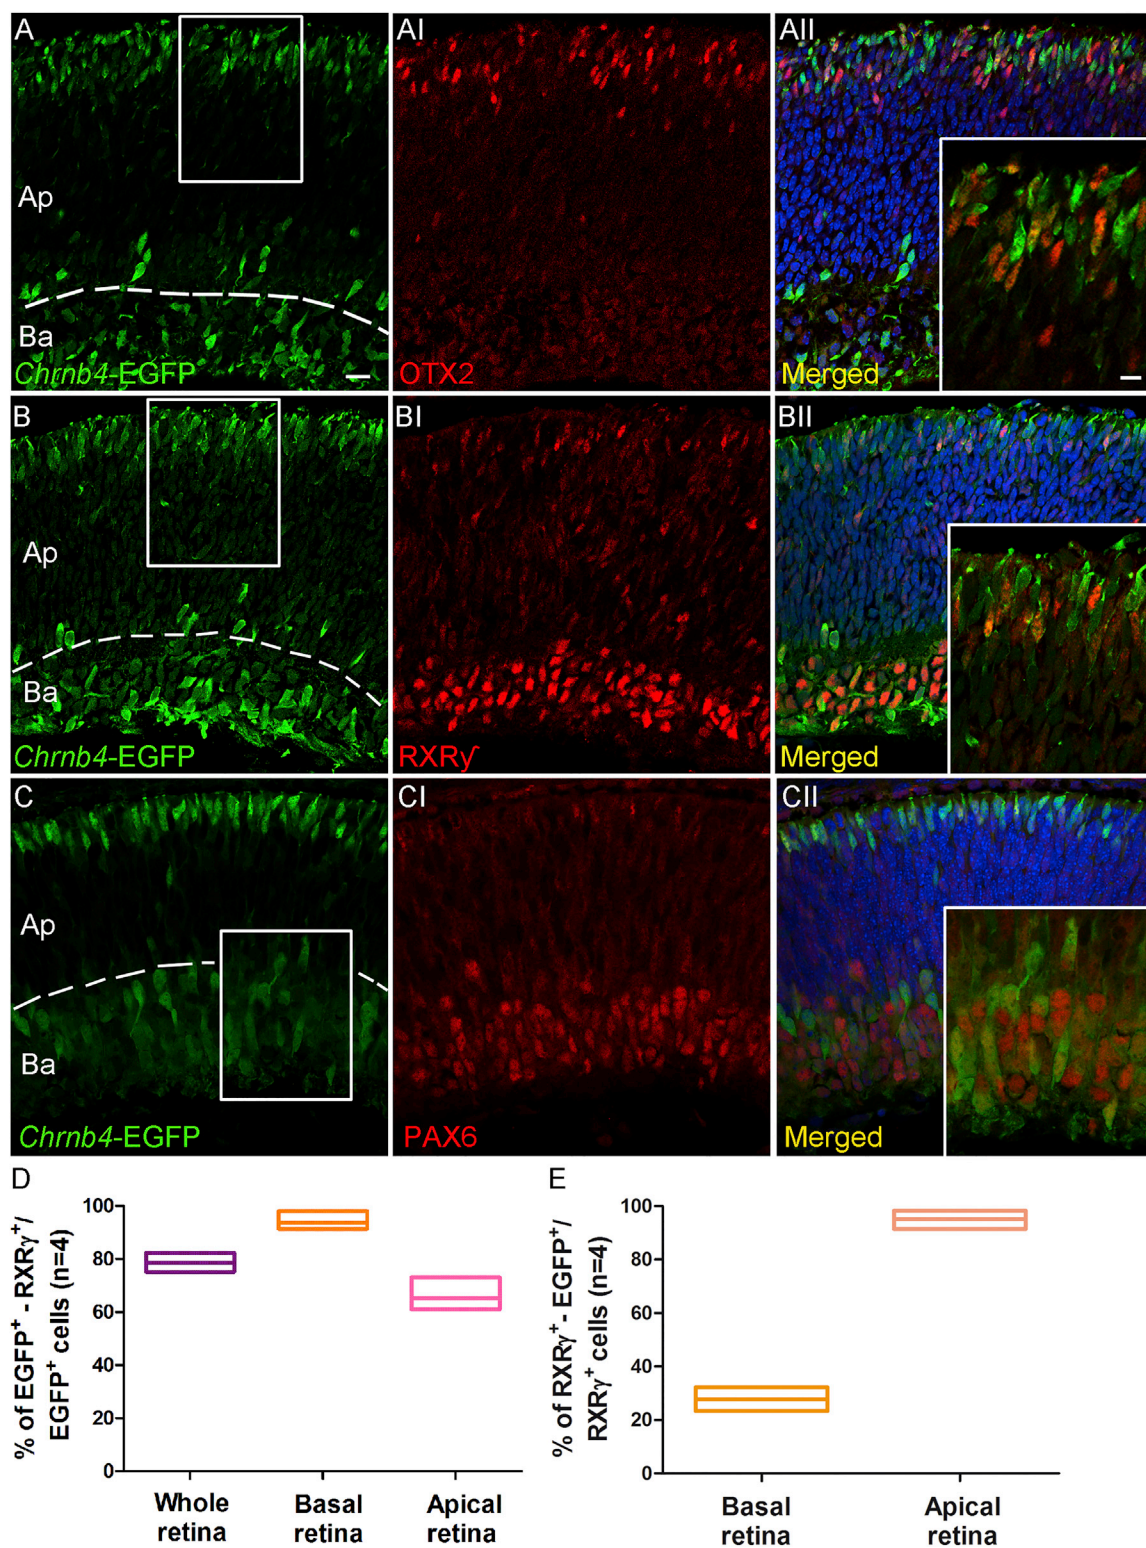 A
AI
AII
Ap
Ba
Chrnb4-EGFP
OTX2
Merged
B
BI
BII
Ap
Ba
Chrnb4-EGFP
RXRγ
Merged
C
CI
CII
Ap
Ba
Chrnb4-EGFP
PAX6
Merged
D
% of EGFP⁺ - RXRγ⁺/
EGFP⁺ cells (n=4)
100
80
60
40
20
0
Whole
retina
Basal
retina
Apical
retina
E
% of RXRγ⁺ - EGFP⁺/
RXRγ⁺ cells (n=4)
100
80
60
40
20
0
Basal
retina
Apical
retina